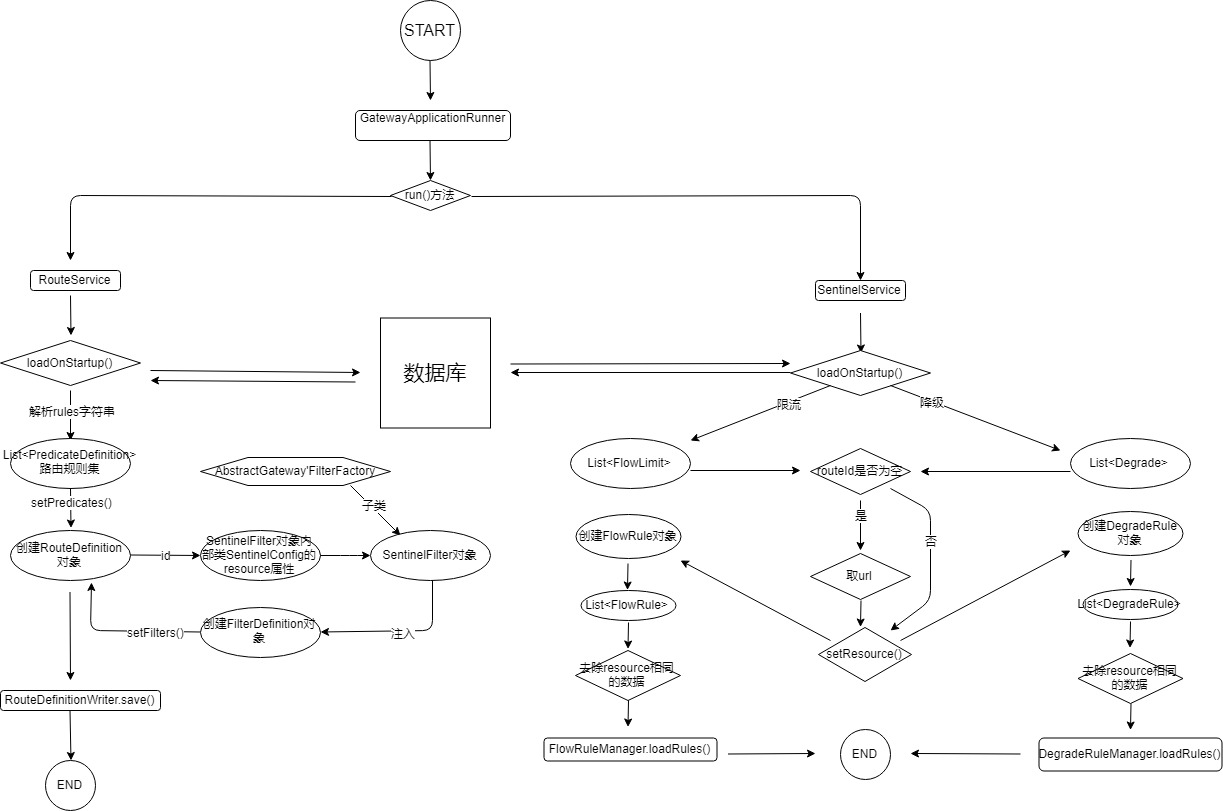 START
GatewayApplicationRunner
run()方法
RouteService
SentinelService
loadOnStartup()
数据库
loadOnStartup()
解析rules字符串
限流
降级
List<PredicateDefinition>
路由规则集
AbstractGateway'FilterFactory
List<FlowLimit>
routeId是否为空
List<Degrade>
setPredicates()
子类
是
否
创建RouteDefinition
对象
id
SentinelFilter对象内
部类SentinelConfig的
resource属性
SentinelFilter对象
创建FlowRule对象
取url
创建DegradeRule
对象
List<FlowRule>
List<DegradeRule>
setFilters()
创建FilterDefinition对
象
注入
setResource()
去除resource相同
的数据
去除resource相同
的数据
RouteDefinitionWriter.save()
FlowRuleManager.loadRules()
END
DegradeRuleManager.loadRules()
END